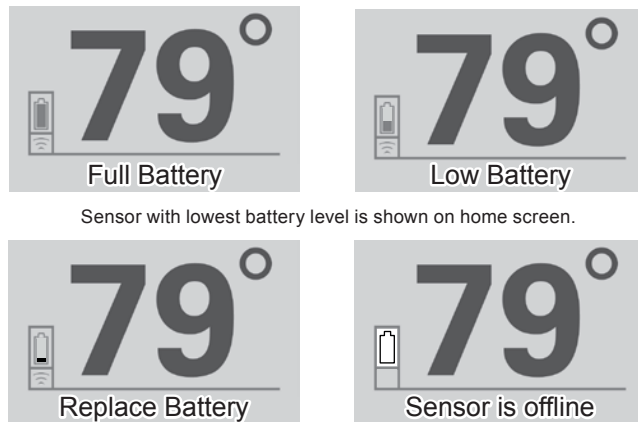 79°
79°
Full Battery
Low Battery
Sensor with lowest battery level is shown on home screen.
79°
79°
Replace Battery
Sensor is offline